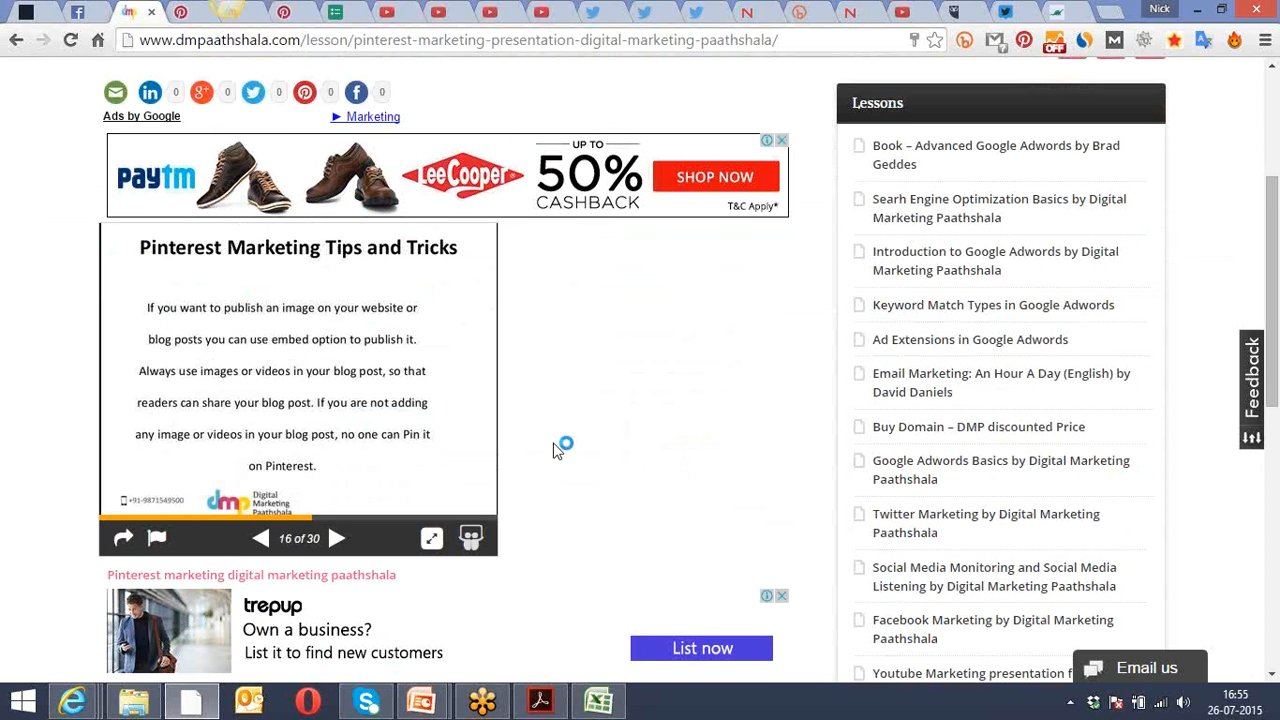 Nick
www.dmpaathshala.com/lesson/pinterest-marketing-presentation-digital-marketing-paathshala/
OFF
0 0 0 0 0
Ads by Google
► Marketing
paytm
Lee Cooper
UP TO
50%
CASHBACK
SHOP NOW
T&C Apply*
Pinterest Marketing Tips and Tricks
If you want to publish an image on your website or
blog posts you can use embed option to publish it.
Always use images or videos in your blog post, so that
readers can share your blog post. If you are not adding
any image or videos in your blog post, no one can Pin it
on Pinterest.
+91-9871549500
dmp
Digital
Marketing
Paathshala
16 of 30
Pinterest marketing digital marketing paathshala
trepup
Own a business?
List it to find new customers
List now
Lessons
Book – Advanced Google Adwords by Brad
Geddes
Searh Engine Optimization Basics by Digital
Marketing Paathshala
Introduction to Google Adwords by Digital
Marketing Paathshala
Keyword Match Types in Google Adwords
Ad Extensions in Google Adwords
Email Marketing: An Hour A Day (English) by
David Daniels
Buy Domain – DMP discounted Price
Google Adwords Basics by Digital Marketing
Paathshala
Twitter Marketing by Digital Marketing
Paathshala
Social Media Monitoring and Social Media
Listening by Digital Marketing Paathshala
Facebook Marketing by Digital Marketing
Paathshala
Youtube Marketing presentation
Feedback
Email us
16:55
26-07-2015